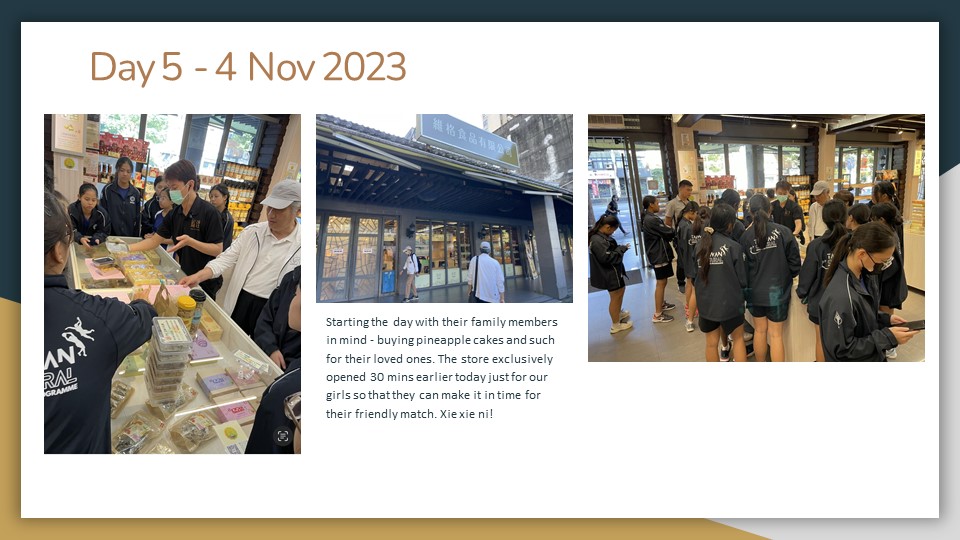 Day 5 - 4 Nov 2023
Starting the day with their family members
in mind - buying pineapple cakes and such
for their loved ones. The store exclusively
opened 30 mins earlier today just for our
girls so that they can make it in time for
their friendly match. Xie xie ni!